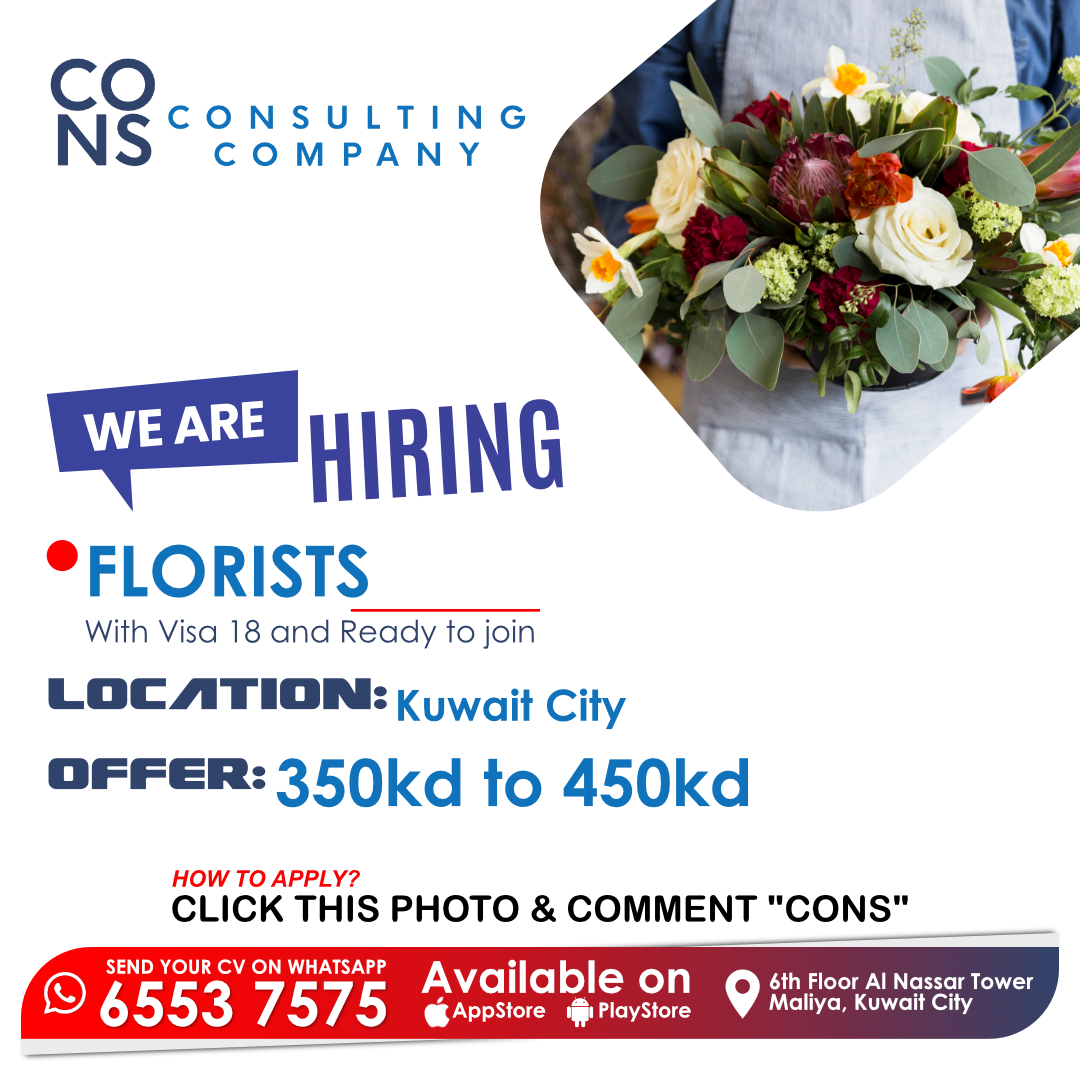 CO
NS
CONSULTING
COMPANY
WE ARE
HIRING
FLORISTS
With Visa 18 and Ready to join
LOCATION: Kuwait City
OFFER: 350kd to 450kd
HOW TO APPLY?
CLICK THIS PHOTO & COMMENT "CONS"
SEND YOUR CV ON WHATSAPP
6553 7575
Available on
AppStore PlayStore
6th Floor Al Nassar Tower
Maliya, Kuwait City